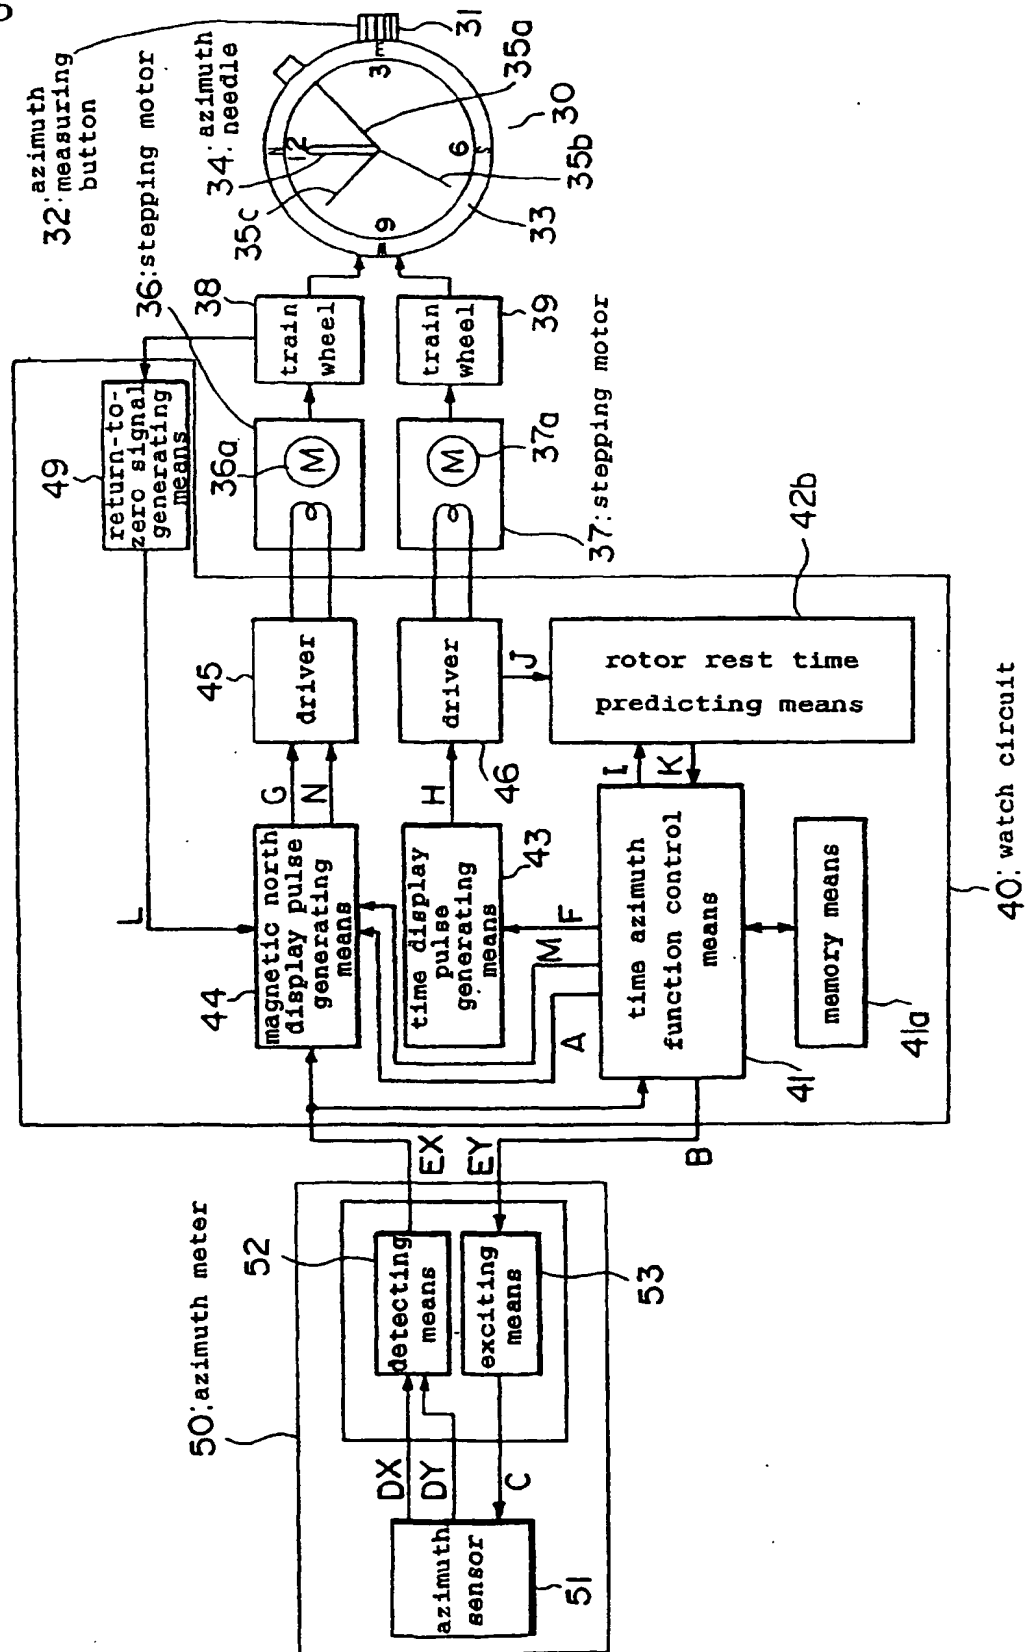 50:azimuth meter
azimuth
sensor
51
DX
DY
C
detecting
means
52
exciting
means
53
EX
EY
B
40: watch circuit
L
44
magnetic north
display pulse
generating
means
time display
pulse
generating
means
43
A
M
F
time azimuth
function control
means
41
memory means
41a
G
N
H
I
K
J
45
driver
driver
46
rotor rest time
predicting means
42b
49
return-to-
zero signal
generating
means
36:stepping motor
36a
M
M
37a
37:stepping motor
38
train
wheel
train
wheel
39
32: azimuth
measuring
button
31
34: azimuth
needle
35a
35b
35c
33
30
12
3
6
9